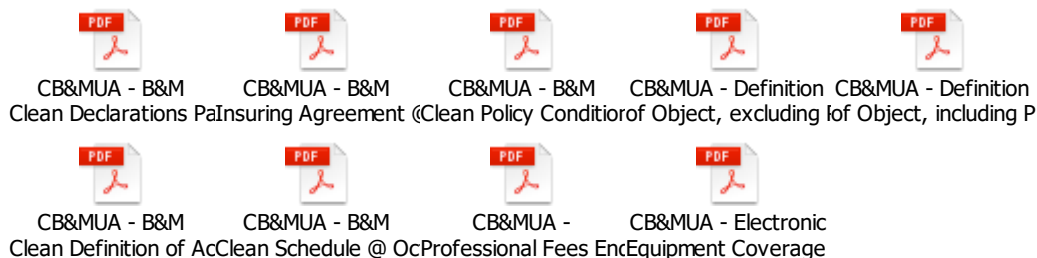 PDF PDF PDF PDF PDF
CB&MUA - B&M CB&MUA - B&M CB&MUA - B&M CB&MUA - Definition CB&MUA - Definition
Clean Declarations Pa Insuring Agreement @ Clean Policy Condition of Object, excluding of Object, including P
PDF PDF PDF PDF
CB&MUA - B&M CB&MUA - B&M CB&MUA - CB&MUA - Electronic
Clean Definition of Ac Clean Schedule @ Oc Professional Fees End Equipment Coverage